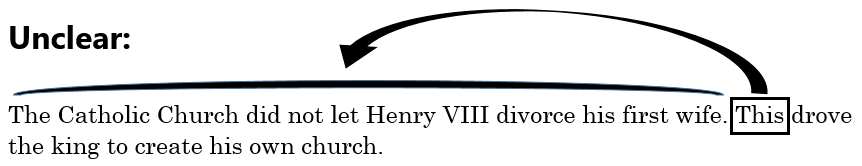 Unclear:
The Catholic Church did not let Henry VIII divorce his first wife. This drove
the king to create his own church.